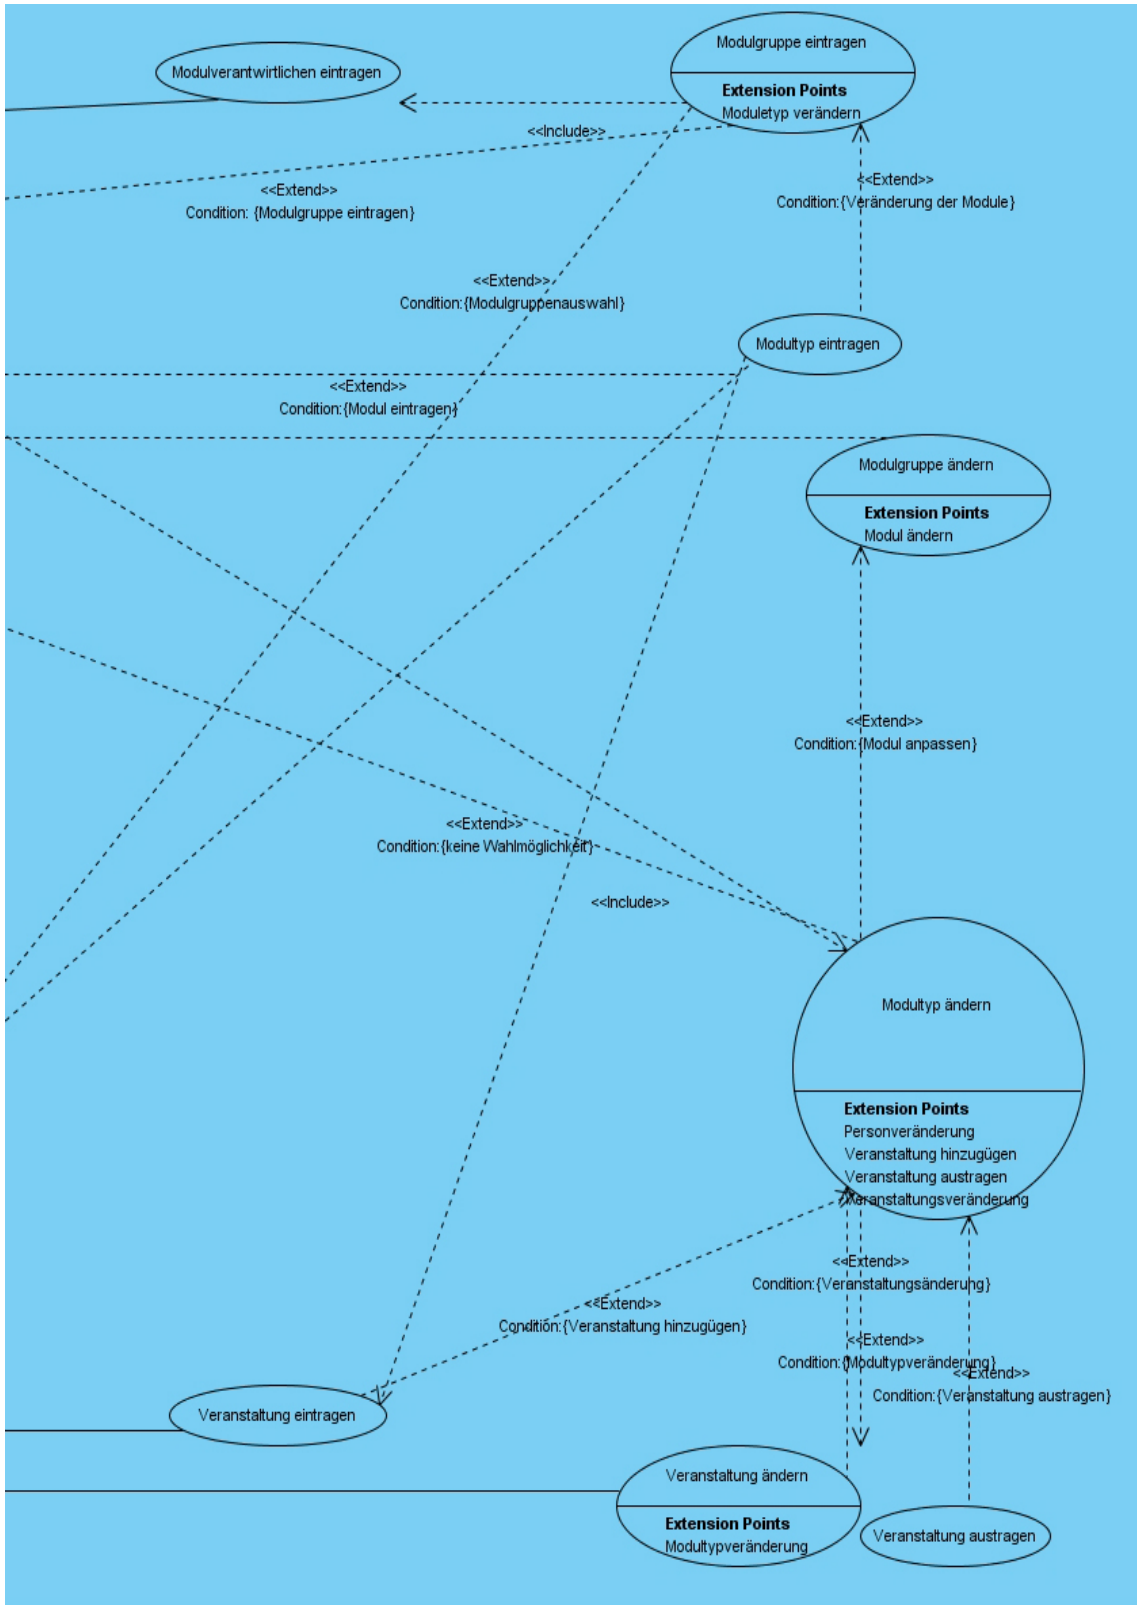 Modulgruppe eintragen
Modulverantwirtlichen eintragen
Extension Points
Moduletyp verändern
<<Include>>
<<Extend>>
Condition: {Modulgruppe eintragen}
<<Extend>>
Condition:{Veränderung der Module}
<<Extend>>
Condition:{Modulgruppenauswahl}
Modultyp eintragen
<<Extend>>
Condition:{Modul eintragen}
Modulgruppe ändern
Extension Points
Modul ändern
<<Extend>>
Condition:{Modul anpassen}
<<Extend>>
Condition:{keine Wahlmöglichkeit}
<<Include>>
Modultyp ändern
Extension Points
Personveränderung
Veranstaltung hinzugügen
Veranstaltung austragen
Veranstaltungsveränderung
<<Extend>>
Condition:{Veranstaltungsänderung}
<<Extend>>
Condition:{Veranstaltung hinzugügen}
<<Extend>>
Condition:{Modultypveränderung}
<<Extend>>
Condition:{Veranstaltung austragen}
Veranstaltung eintragen
Veranstaltung ändern
Extension Points
Modultypveränderung
Veranstaltung austragen